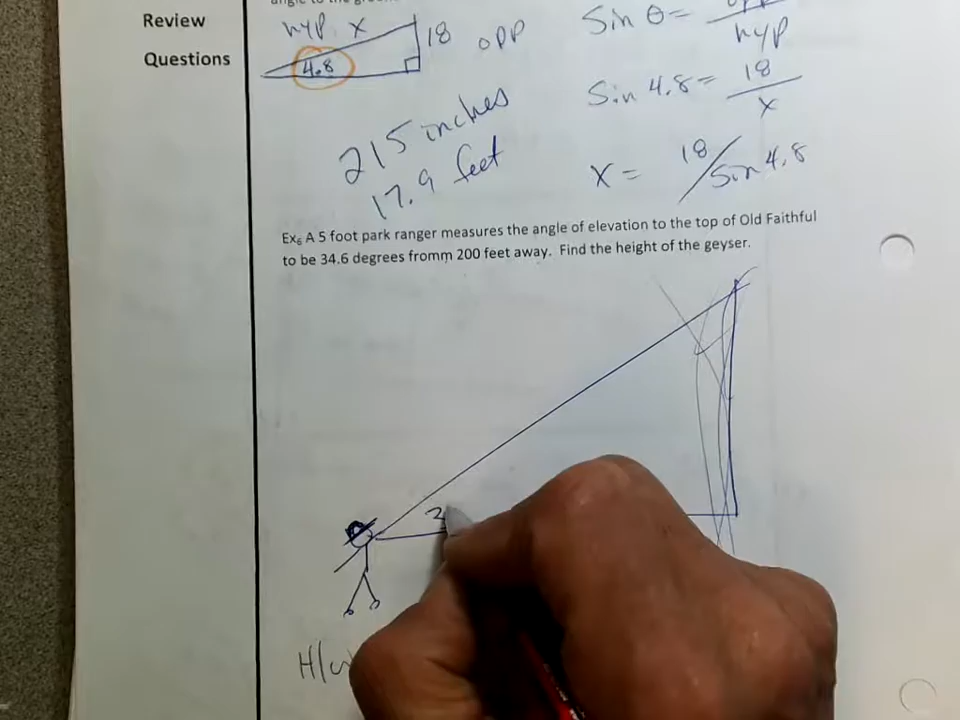 Review
Questions
hyp x
18 opp
4.8
Sin θ =
hyp
Sin 4.8 = 18
x
215 inches
17.9 feet
x = 18/Sin 4.8
Ex6 A 5 foot park ranger measures the angle of elevation to the top of Old Faithful
to be 34.6 degrees fromm 200 feet away. Find the height of the geyser.
3